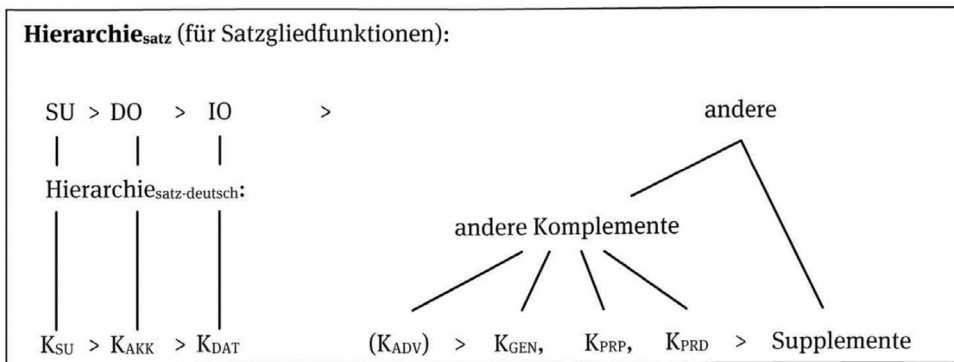 Hierarchiesatz (für Satzgliedfunktionen):
SU > DO > IO > andere
Hierarchiesatz-deutsch:
andere Komplemente
KSU > KAKK > KDAT (KADV) > KGEN, KPRP, KPRD > Supplemente